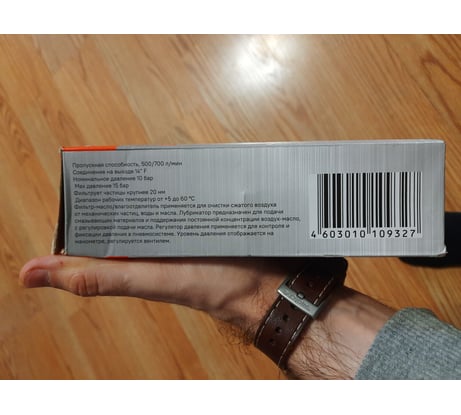 Пропускная способность, 500/700 л/мин
Соединение на выходе ¼" F
Номинальное давление 10 бар
Мах давление 15 бар
Фильтрует частицы крупнее 20 мм
Диапазон рабочих температур от +5 до 60 °C
Фильтр-масло/влагоотделитель применяется для очистки сжатого воздуха
от механических частиц, воды и масла. Лубрикатор предназначен для подачи
смазывающих материалов и поддержания постоянной концентрации воздух-масло,
с регулировкой подачи масла. Регулятор давления применяется для контроля и
фиксации давления в пневмосистеме. Уровень давления отображается на
манометре, регулируется вентилем.
4 603010 109327